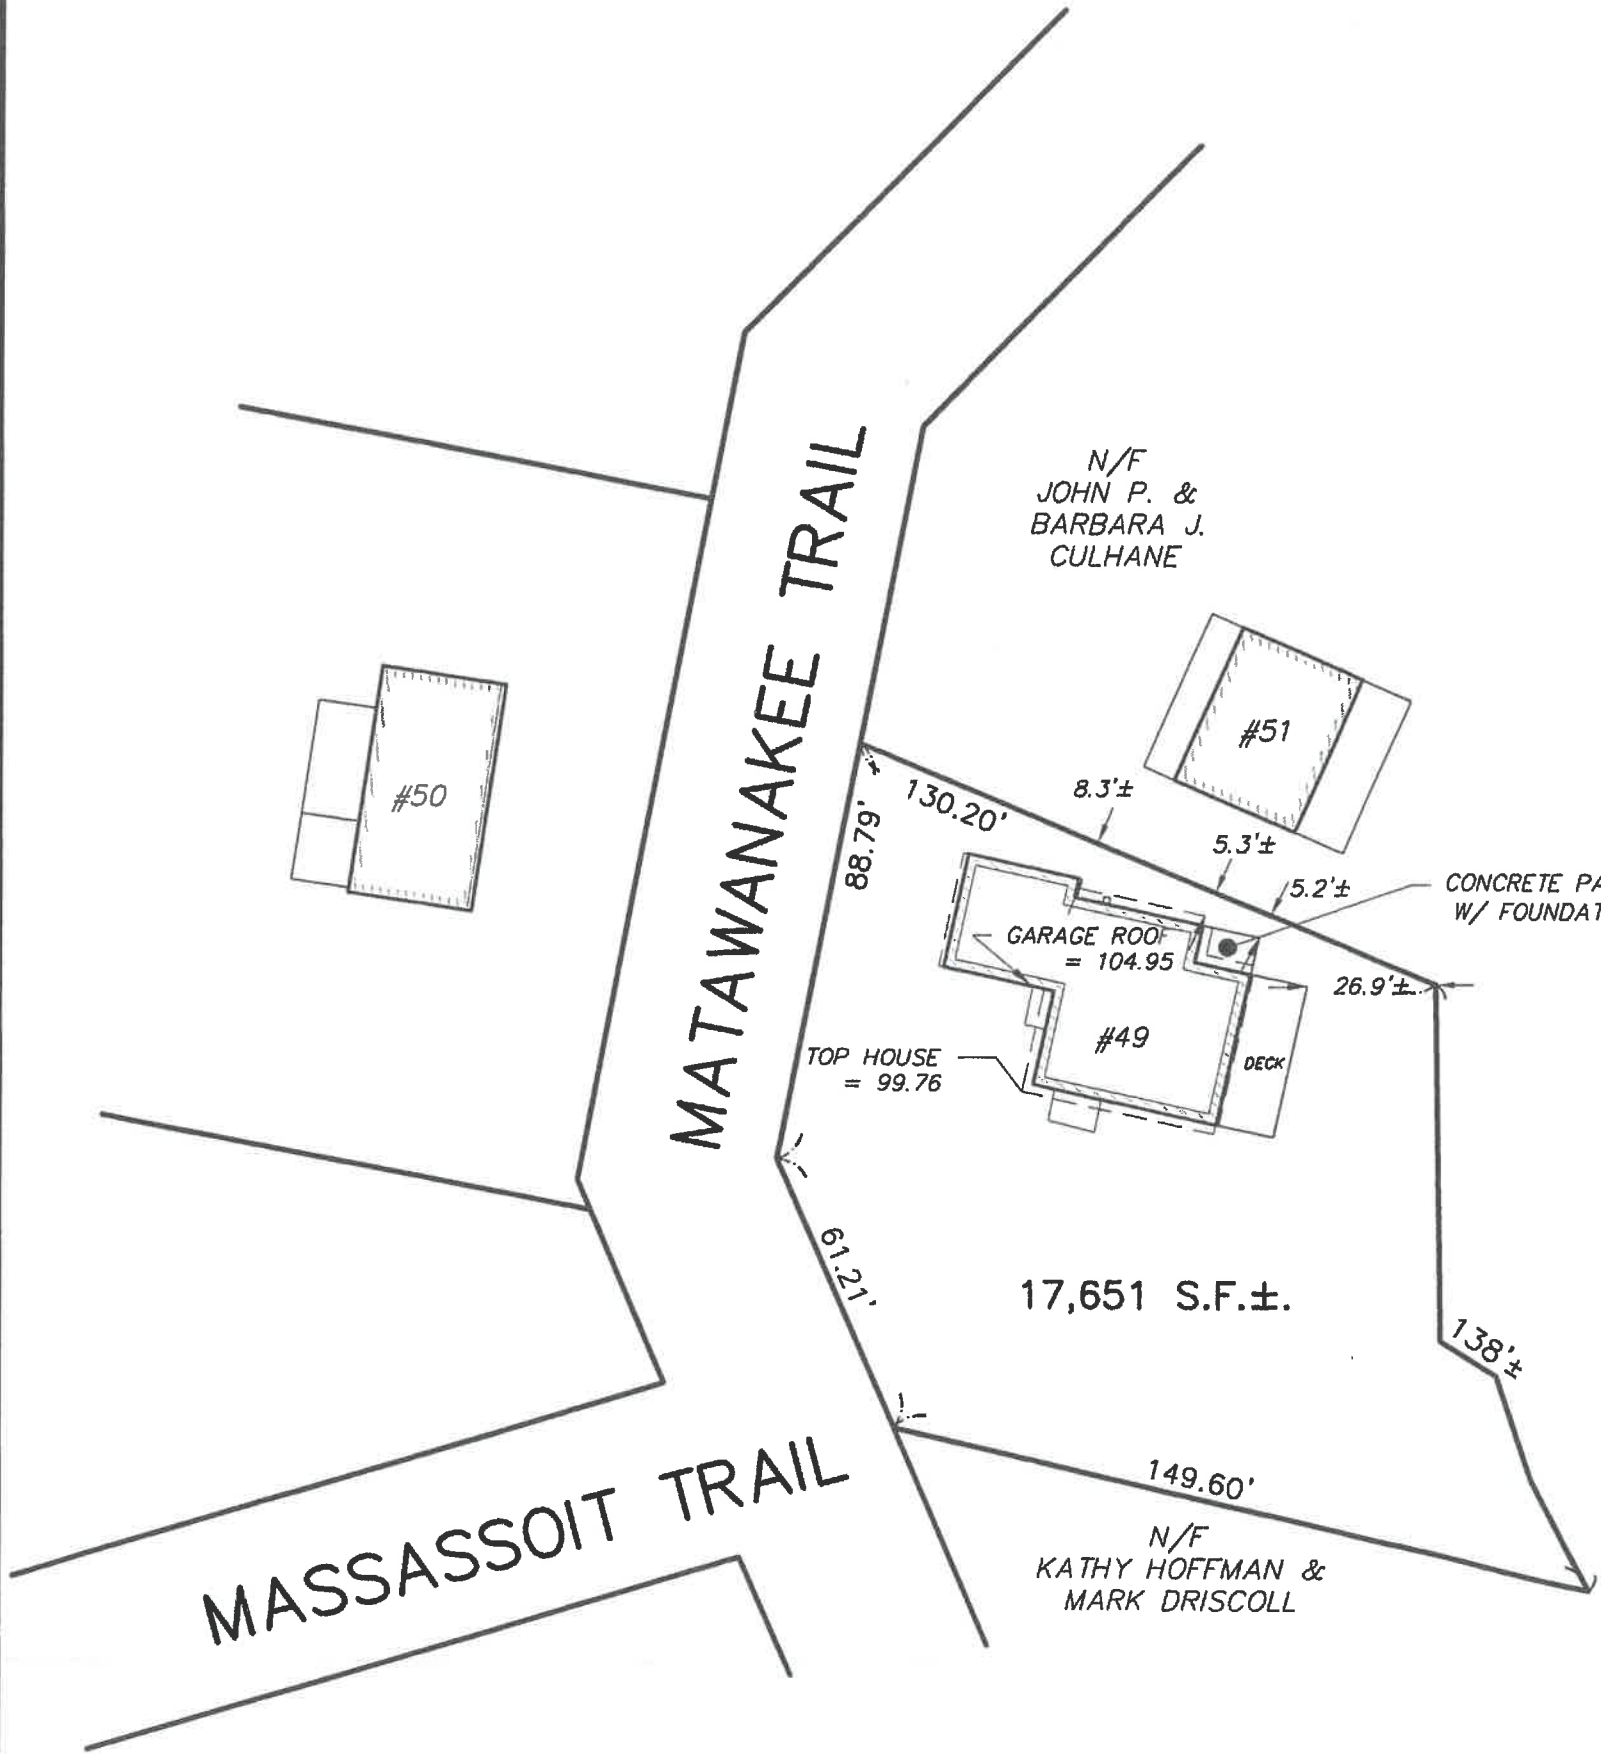 MATAWANAKEE TRAIL
N/F
JOHN P. &
BARBARA J.
CULHANE
#51
#50
130.20'
88.79'
8.3'±
5.3'±
5.2'±
CONCRETE PA
W/ FOUNDAT
GARAGE ROOF
= 104.95
26.9'±
#49
TOP HOUSE
= 99.76
DECK
61.21'
17,651 S.F.±.
138'±
149.60'
MASSASSOIT TRAIL
N/F
KATHY HOFFMAN &
MARK DRISCOLL